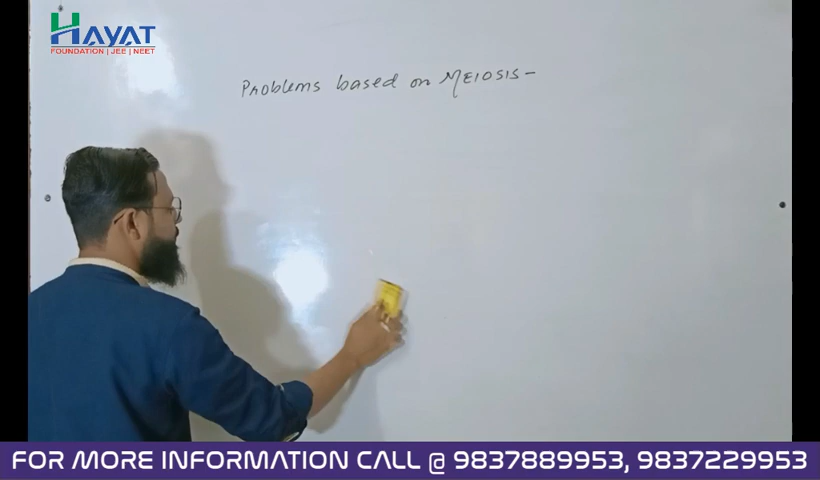 HAYAT
FOUNDATION | JEE | NEET
Problems based on MEIOSIS-
FOR MORE INFORMATION CALL @ 9837889953, 9837229953